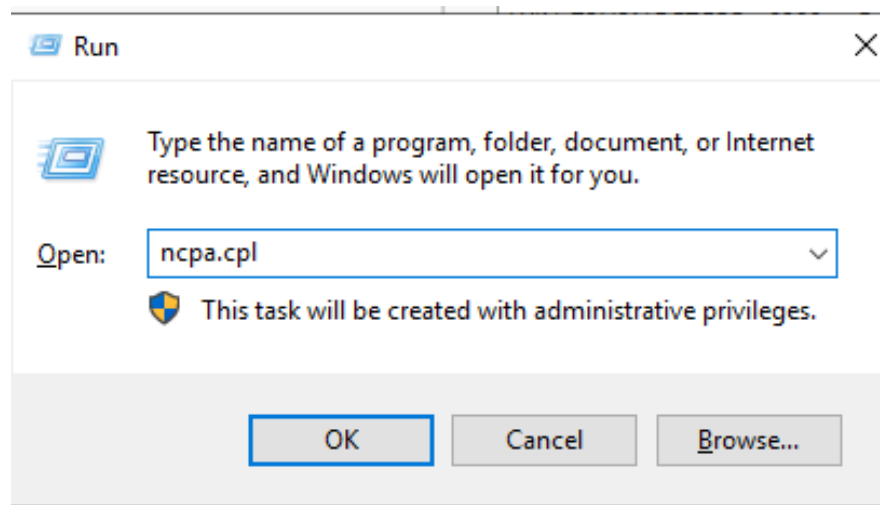 Run
Type the name of a program, folder, document, or Internet
resource, and Windows will open it for you.
Open:
ncpa.cpl
This task will be created with administrative privileges.
OK
Cancel
Browse...